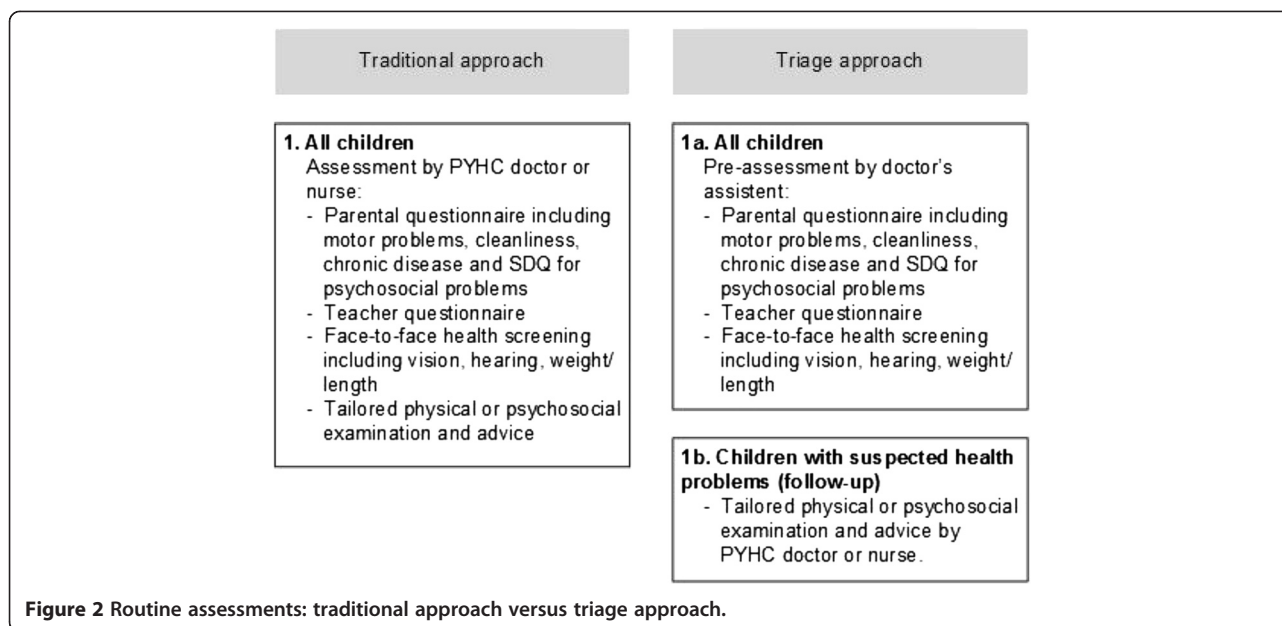 Traditional approach
1. All children
Assessment by PYHC doctor or
nurse:
- Parental questionnaire including
motor problems, cleanliness,
chronic disease and SDQ for
psychosocial problems
- Teacher questionnaire
- Face-to-face health screening
including vision, hearing, weight/
length
- Tailored physical or psychosocial
examination and advice
Triage approach
1a. All children
Pre-assessment by doctor's
assistent:
- Parental questionnaire including
motor problems, cleanliness,
chronic disease and SDQ for
psychosocial problems
- Teacher questionnaire
- Face-to-face health screening
including vision, hearing, weight/
length
1b. Children with suspected health
problems (follow-up)
- Tailored physical or psychosocial
examination and advice by
PYHC doctor or nurse.
Figure 2 Routine assessments: traditional approach versus triage approach.